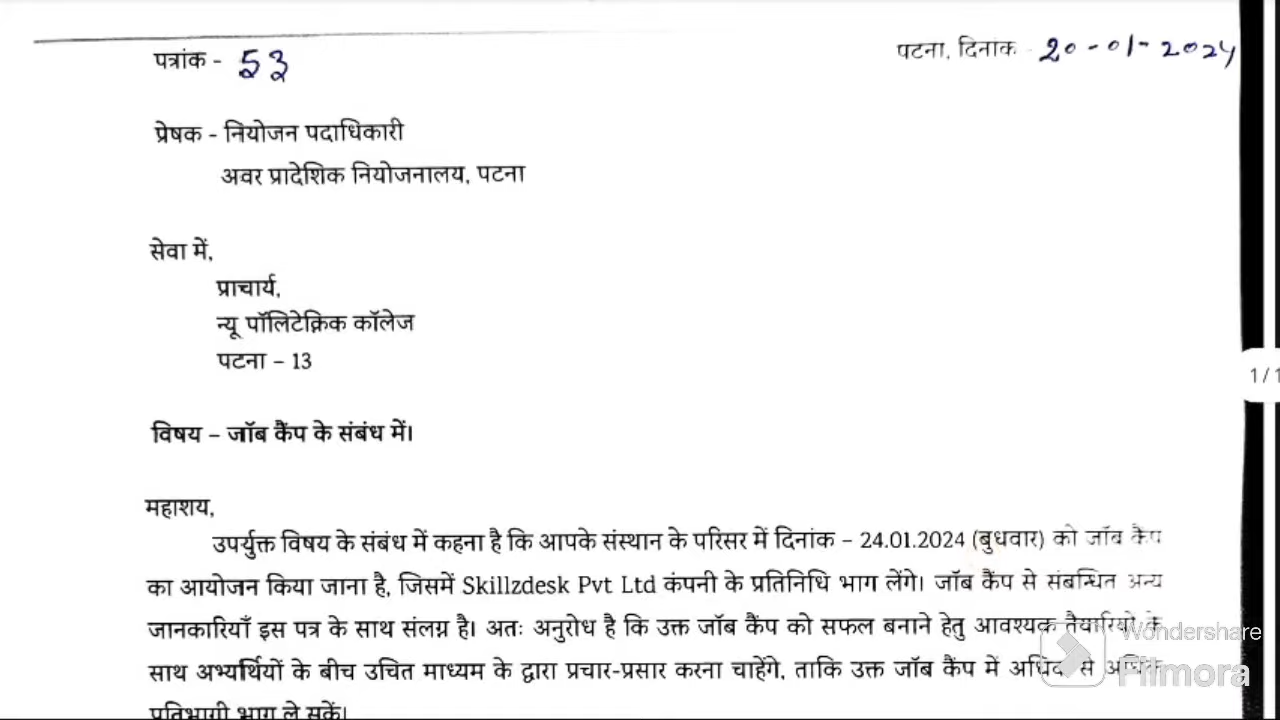 पत्रांक - 53
पटना, दिनांक - 20-01-2024
प्रेषक - नियोजन पदाधिकारी
अवर प्रादेशिक नियोजनालय, पटना
सेवा में,
प्राचार्य,
न्यू पॉलिटेक्निक कॉलेज
पटना – 13
विषय – जॉब कैंप के संबंध में।
महाशय,
उपर्युक्त विषय के संबंध में कहना है कि आपके संस्थान के परिसर में दिनांक – 24.01.2024 (बुधवार) को जॉब कैंप
का आयोजन किया जाना है, जिसमें Skillzdesk Pvt Ltd कंपनी के प्रतिनिधि भाग लेंगे। जॉब कैंप से संबन्धित अन्य
जानकारियाँ इस पत्र के साथ संलग्न है। अतः अनुरोध है कि उक्त जॉब कैंप को सफल बनाने हेतु आवश्यक तैयारियों के
साथ अभ्यर्थियों के बीच उचित माध्यम के द्वारा प्रचार-प्रसार करना चाहेंगे, ताकि उक्त जॉब कैंप में अधिक से अधिक
प्रतिभागी भाग ले सकें।
1/1
Wondershare
Filmora